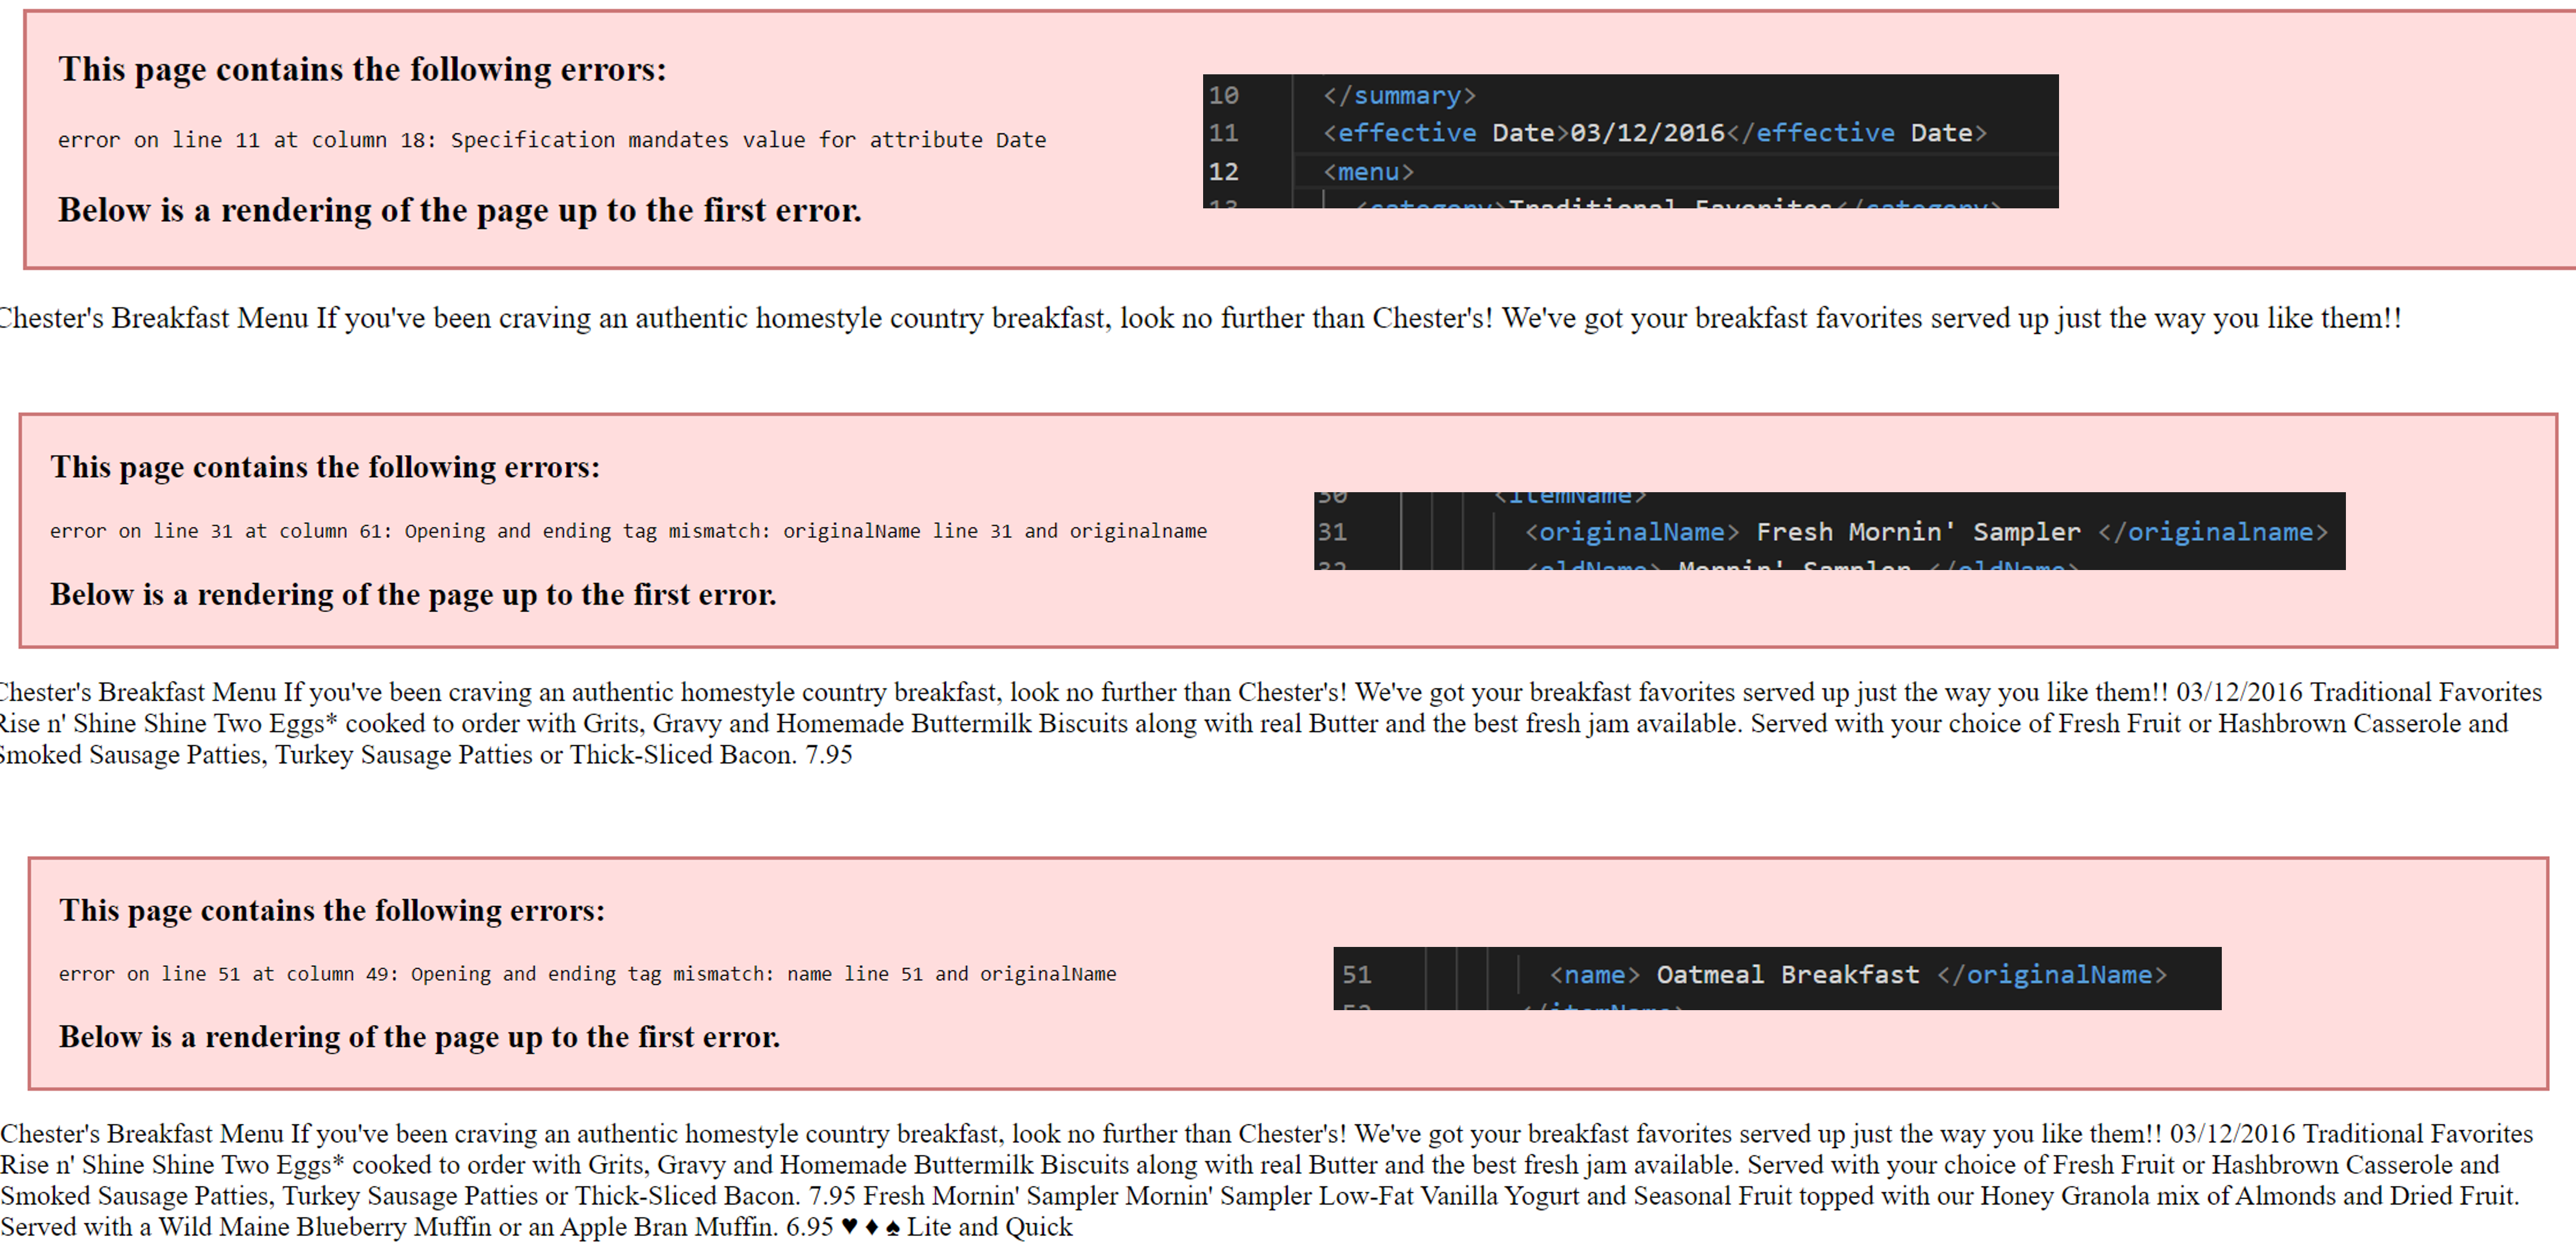 This page contains the following errors:
error on line 11 at column 18: Specification mandates value for attribute Date
Below is a rendering of the page up to the first error.
10 </summary>
11 <effective Date>03/12/2016</effective Date>
12 <menu>
13 <category>Traditional Favorites</category>
Chester's Breakfast Menu If you've been craving an authentic homestyle country breakfast, look no further than Chester's! We've got your breakfast favorites served up just the way you like them!!
This page contains the following errors:
error on line 31 at column 61: Opening and ending tag mismatch: originalName line 31 and originalname
Below is a rendering of the page up to the first error.
30 <itemName>
31 <originalName> Fresh Mornin' Sampler </originalname>
32 <oldName> Mornin' Sampler </oldName>
Chester's Breakfast Menu If you've been craving an authentic homestyle country breakfast, look no further than Chester's! We've got your breakfast favorites served up just the way you like them!! 03/12/2016 Traditional Favorites
Rise n' Shine Shine Two Eggs* cooked to order with Grits, Gravy and Homemade Buttermilk Biscuits along with real Butter and the best fresh jam available. Served with your choice of Fresh Fruit or Hashbrown Casserole and
Smoked Sausage Patties, Turkey Sausage Patties or Thick-Sliced Bacon. 7.95
This page contains the following errors:
error on line 51 at column 49: Opening and ending tag mismatch: name line 51 and originalName
Below is a rendering of the page up to the first error.
51 <name> Oatmeal Breakfast </originalName>
52 </itemName>
Chester's Breakfast Menu If you've been craving an authentic homestyle country breakfast, look no further than Chester's! We've got your breakfast favorites served up just the way you like them!! 03/12/2016 Traditional Favorites
Rise n' Shine Shine Two Eggs* cooked to order with Grits, Gravy and Homemade Buttermilk Biscuits along with real Butter and the best fresh jam available. Served with your choice of Fresh Fruit or Hashbrown Casserole and
Smoked Sausage Patties, Turkey Sausage Patties or Thick-Sliced Bacon. 7.95 Fresh Mornin' Sampler Mornin' Sampler Low-Fat Vanilla Yogurt and Seasonal Fruit topped with our Honey Granola mix of Almonds and Dried Fruit.
Served with a Wild Maine Blueberry Muffin or an Apple Bran Muffin. 6.95 ♥ ♦ ♠ Lite and Quick